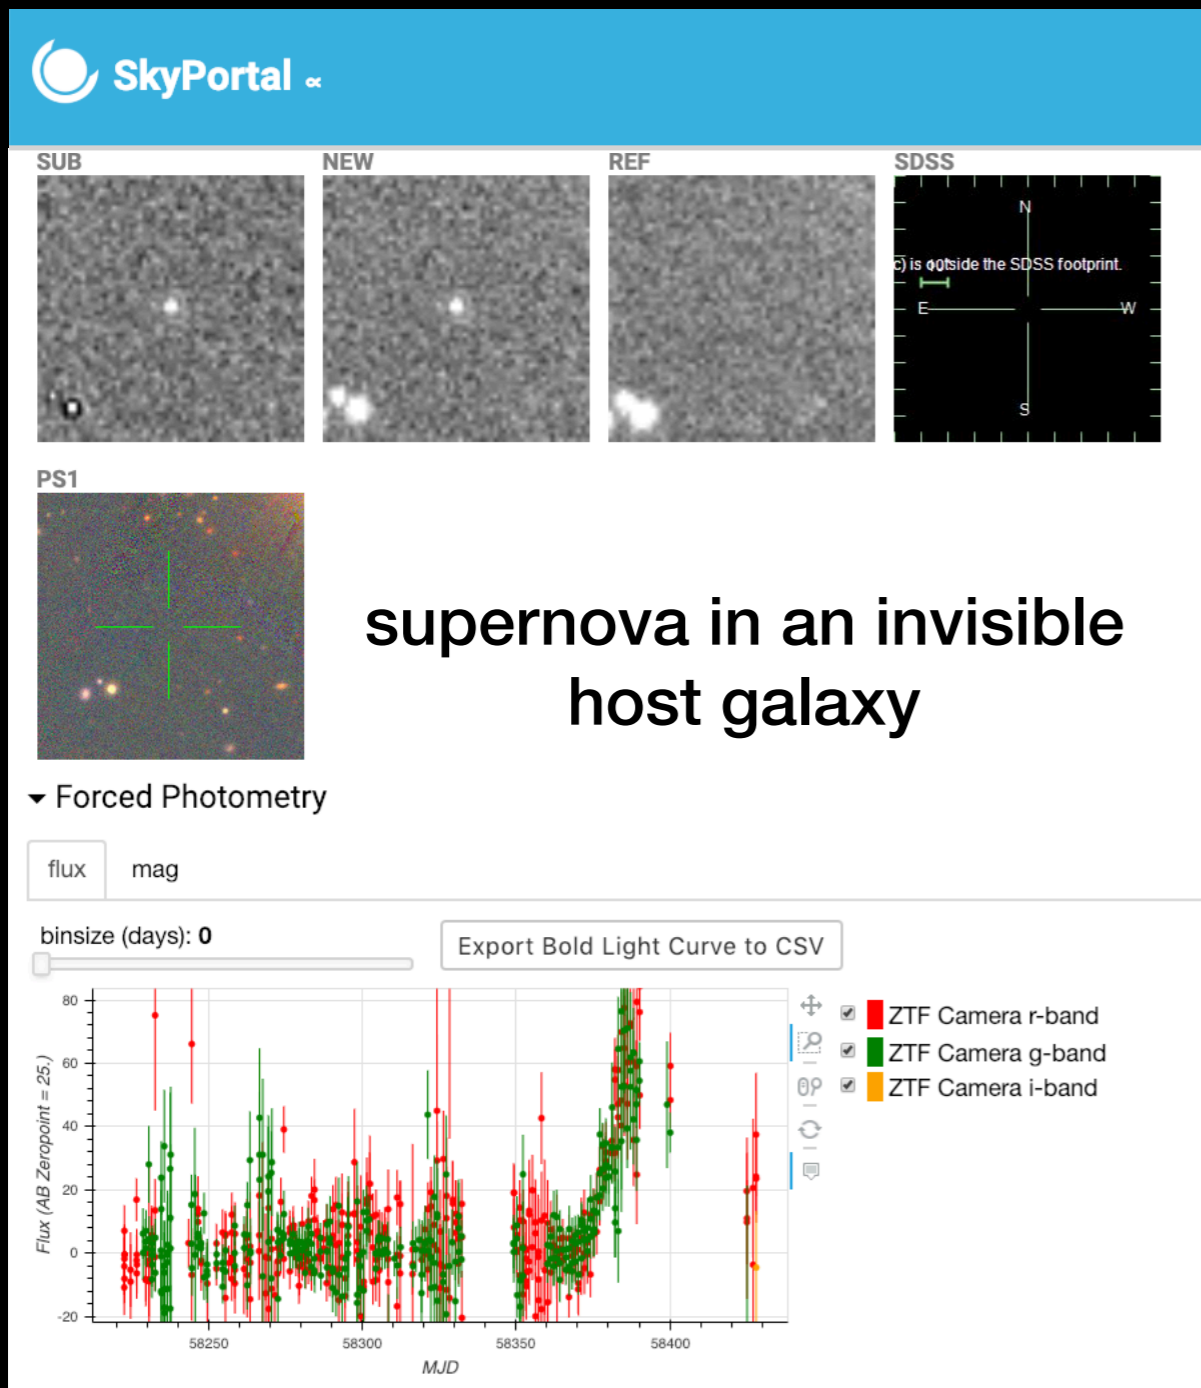 SkyPortal ∝
SUB NEW REF SDSS
N
c) is outside the SDSS footprint.
E W
S
PS1
supernova in an invisible
host galaxy
Forced Photometry
flux mag
binsize (days): 0
Export Bold Light Curve to CSV
80
60
40
20
0
-20
Flux (AB Zeropoint = 25.)
58250 58300 58350 58400
MJD
ZTF Camera r-band
ZTF Camera g-band
ZTF Camera i-band